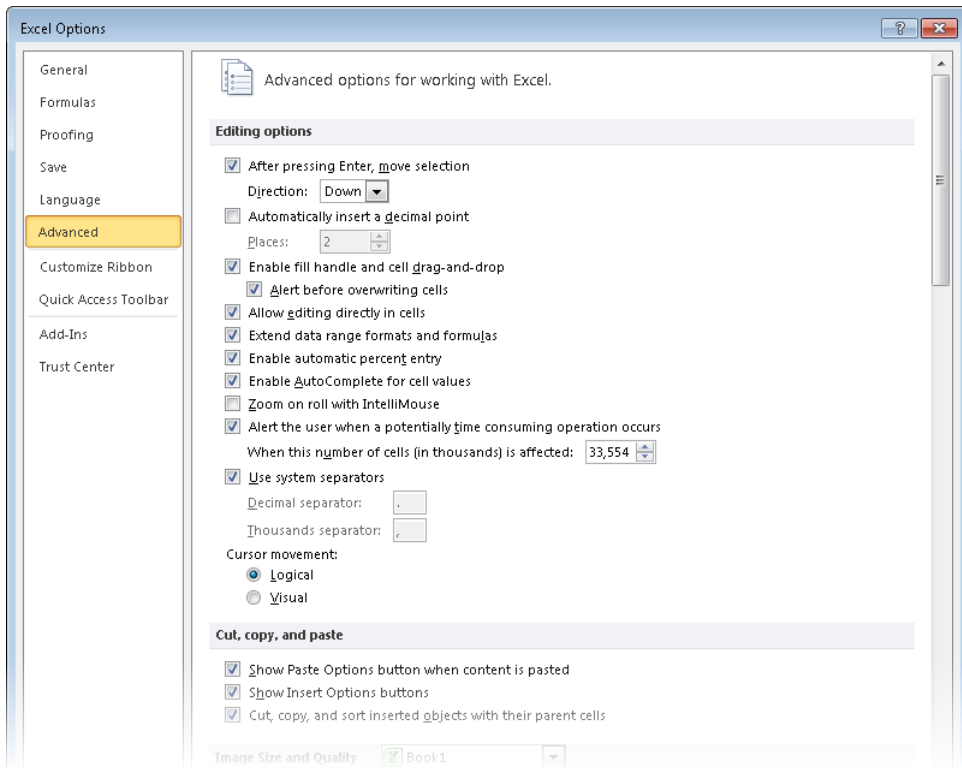 Excel Options
?
General
Formulas
Proofing
Save
Language
Advanced
Customize Ribbon
Quick Access Toolbar
Add-Ins
Trust Center
Advanced options for working with Excel.
Editing options
After pressing Enter, move selection
Direction: Down
Automatically insert a decimal point
Places: 2
Enable fill handle and cell drag-and-drop
Alert before overwriting cells
Allow editing directly in cells
Extend data range formats and formulas
Enable automatic percent entry
Enable AutoComplete for cell values
Zoom on roll with IntelliMouse
Alert the user when a potentially time consuming operation occurs
When this number of cells (in thousands) is affected: 33,554
Use system separators
Decimal separator: .
Thousands separator: ,
Cursor movement:
Logical
Visual
Cut, copy, and paste
Show Paste Options button when content is pasted
Show Insert Options buttons
Cut, copy, and sort inserted objects with their parent cells
Image Size and Quality Book1